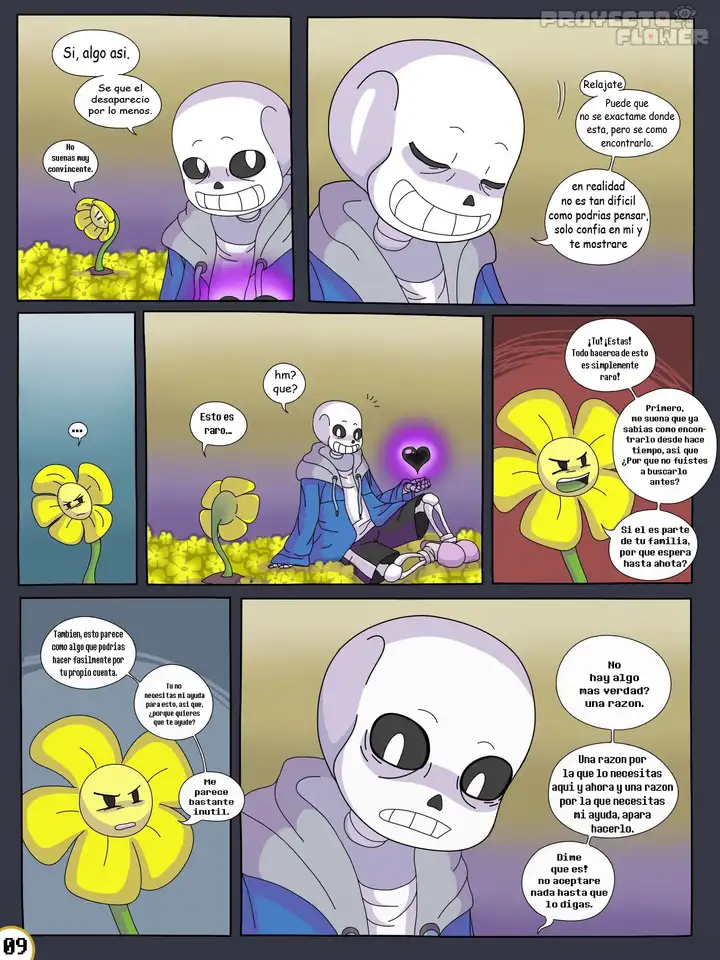 PROYECTO
FLOWER
Si, algo asi.
Se que el
desaparecio
por lo menos.
No
suenas muy
convincente.
Relajate
Puede que
no se exactame donde
esta, pero se como
encontrarlo.
en realidad
no es tan dificil
como podrias pensar,
solo confia en mi y
te mostrare
...
Esto es
raro...
hm?
que?
¡Tu! ¡Estas!
Todo hacerca de esto
es simplemente
raro!
Primero,
me suena que ya
sabias como encon-
trarlo desde hace
tiempo, asi que
¿Por que no fuistes
a buscarlo
antes?
Si el es parte
de tu familia,
por que espera
hasta ahota?
Tambien, esto parece
como algo que podrias
hacer fasilmente por
tu propio cuenta.
Tu no
necesitas mi ayuda
para esto, asi que,
¿porque quieres
que te ayude?
Me
parece
bastante
inutil.
No
hay algo
mas verdad?
una razon.
Una razon por
la que lo necesitas
aqui y ahora y una razon
por la que necesitas
mi ayuda, apara
hacerlo.
Dime
que es!
no aceptare
nada hasta que
lo digas.
09